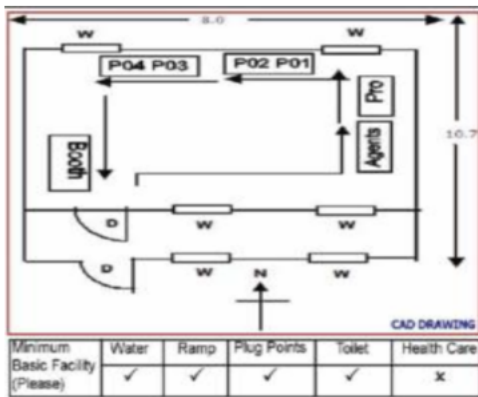 8.0
W W
P04 P03 P02 P01
Pro
10.7
Agents
Booth
D W W
D W N W
CAD DRAWING
Minimum Basic Facility (Please) Water Ramp Plug Points Toilet Health Care
✓ ✓ ✓ ✓ x